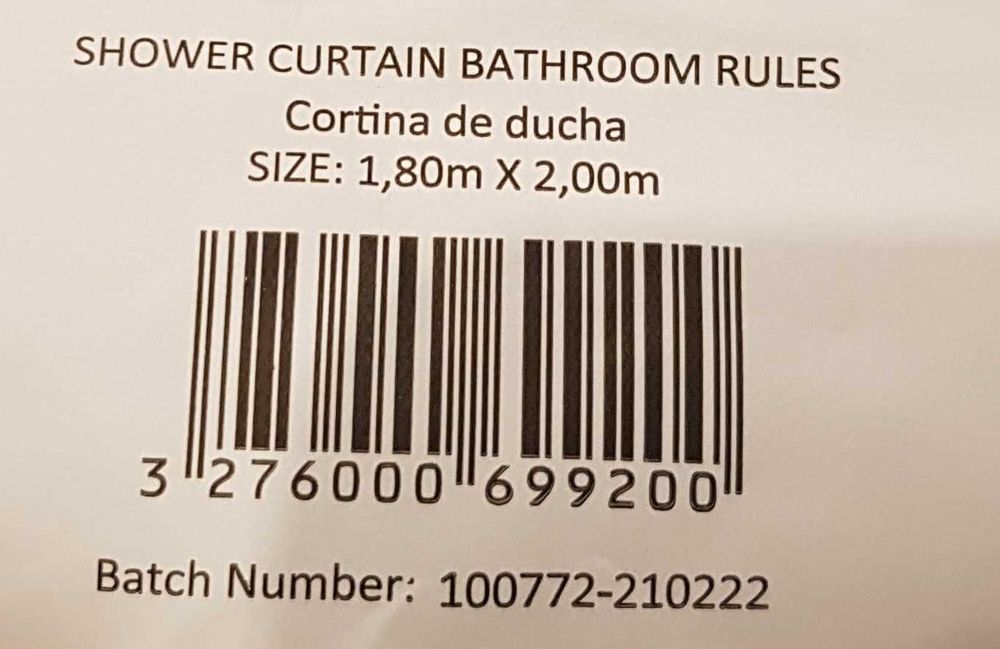 SHOWER CURTAIN BATHROOM RULES
Cortina de ducha
SIZE: 1,80m X 2,00m
3 276000 699200
Batch Number: 100772-210222